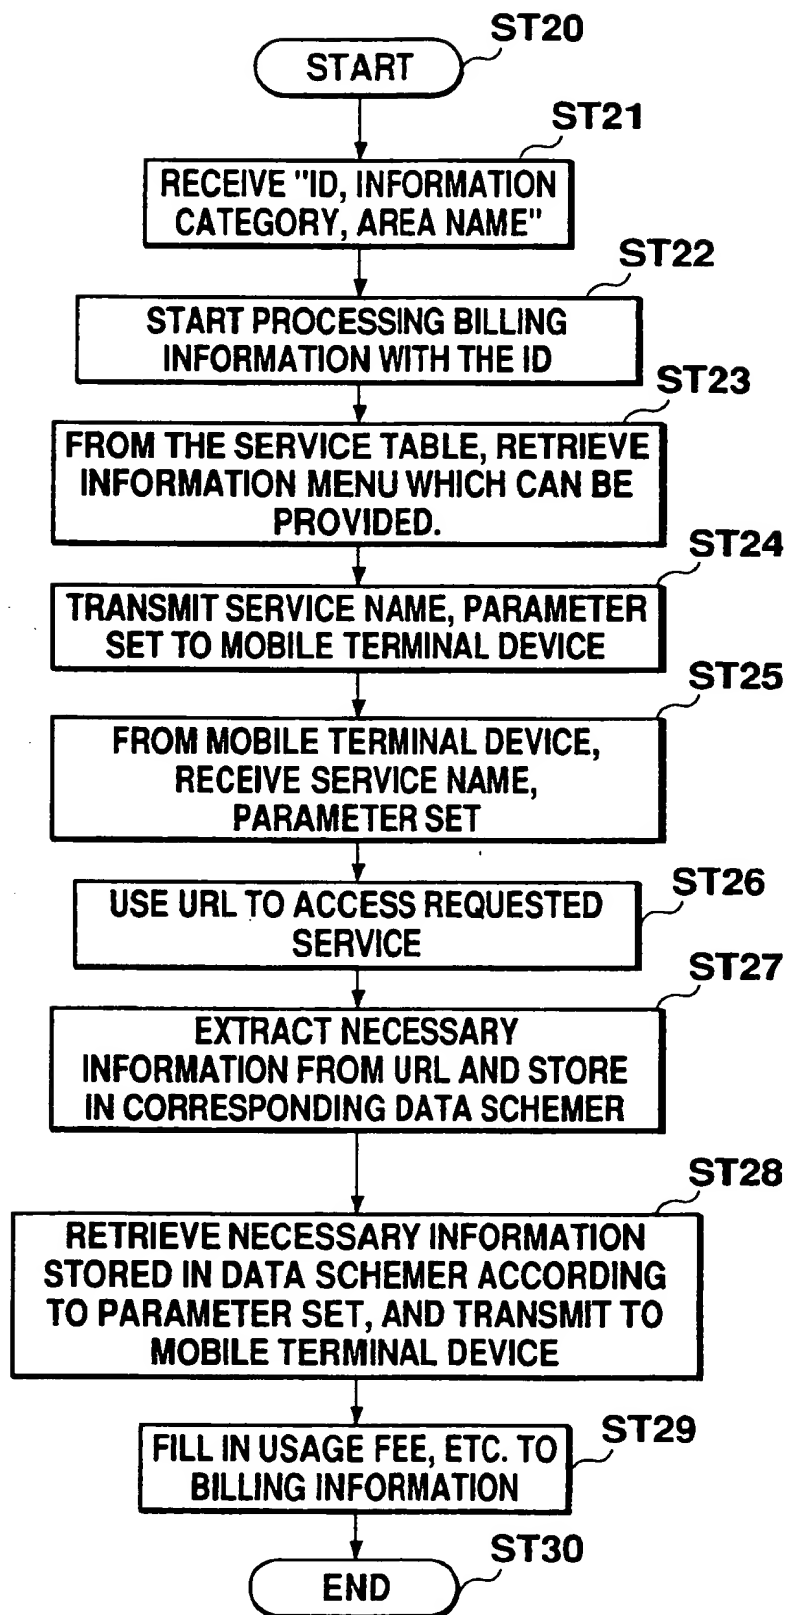 ST20
START
ST21
RECEIVE "ID, INFORMATION
CATEGORY, AREA NAME"
ST22
START PROCESSING BILLING
INFORMATION WITH THE ID
ST23
FROM THE SERVICE TABLE, RETRIEVE
INFORMATION MENU WHICH CAN BE
PROVIDED.
ST24
TRANSMIT SERVICE NAME, PARAMETER
SET TO MOBILE TERMINAL DEVICE
ST25
FROM MOBILE TERMINAL DEVICE,
RECEIVE SERVICE NAME,
PARAMETER SET
ST26
USE URL TO ACCESS REQUESTED
SERVICE
ST27
EXTRACT NECESSARY
INFORMATION FROM URL AND STORE
IN CORRESPONDING DATA SCHEMER
ST28
RETRIEVE NECESSARY INFORMATION
STORED IN DATA SCHEMER ACCORDING
TO PARAMETER SET, AND TRANSMIT TO
MOBILE TERMINAL DEVICE
ST29
FILL IN USAGE FEE, ETC. TO
BILLING INFORMATION
ST30
END